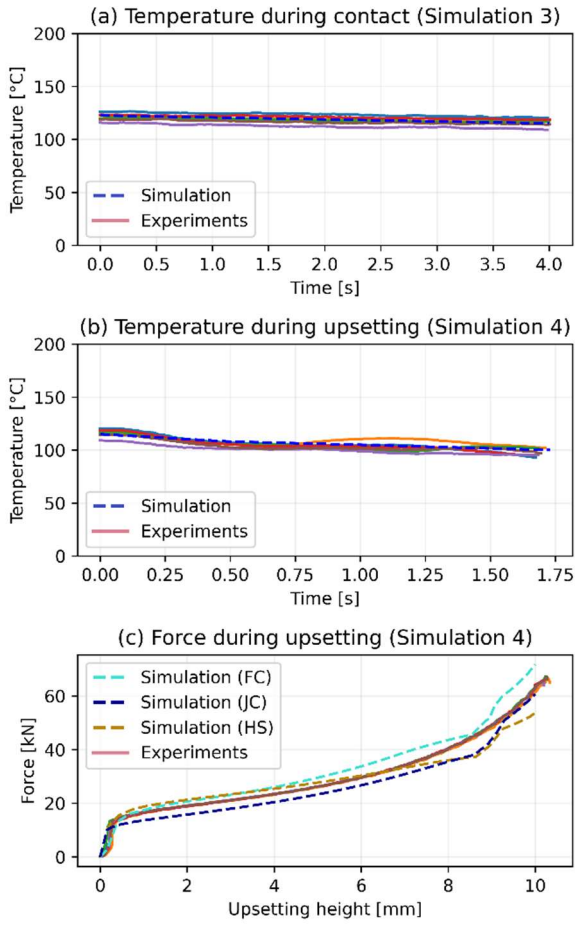 (a) Temperature during contact (Simulation 3)
200
150
100
50
0
Temperature [°C]
Simulation
Experiments
0.0 0.5 1.0 1.5 2.0 2.5 3.0 3.5 4.0
Time [s]
(b) Temperature during upsetting (Simulation 4)
200
150
100
50
0
Temperature [°C]
Simulation
Experiments
0.00 0.25 0.50 0.75 1.00 1.25 1.50 1.75
Time [s]
(c) Force during upsetting (Simulation 4)
60
40
20
0
Force [kN]
Simulation (FC)
Simulation (JC)
Simulation (HS)
Experiments
0 2 4 6 8 10
Upsetting height [mm]